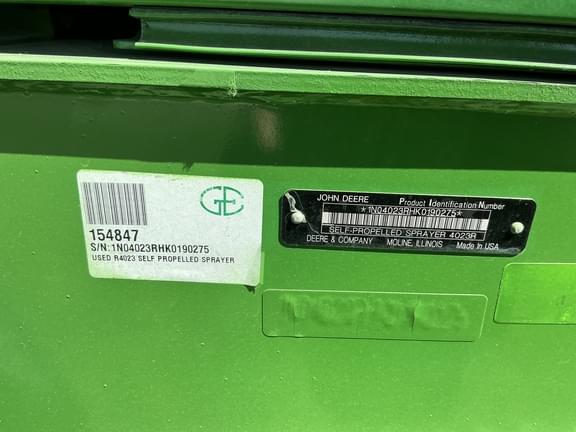 GE
154847
S/N:1N04023RHK0190275
USED R4023 SELF PROPELLED SPRAYER
JOHN DEERE Product Identification Number
*1N04023RHK0190275*
SELF-PROPELLED SPRAYER 4023R
DEERE & COMPANY MOLINE, ILLINOIS Made In USA